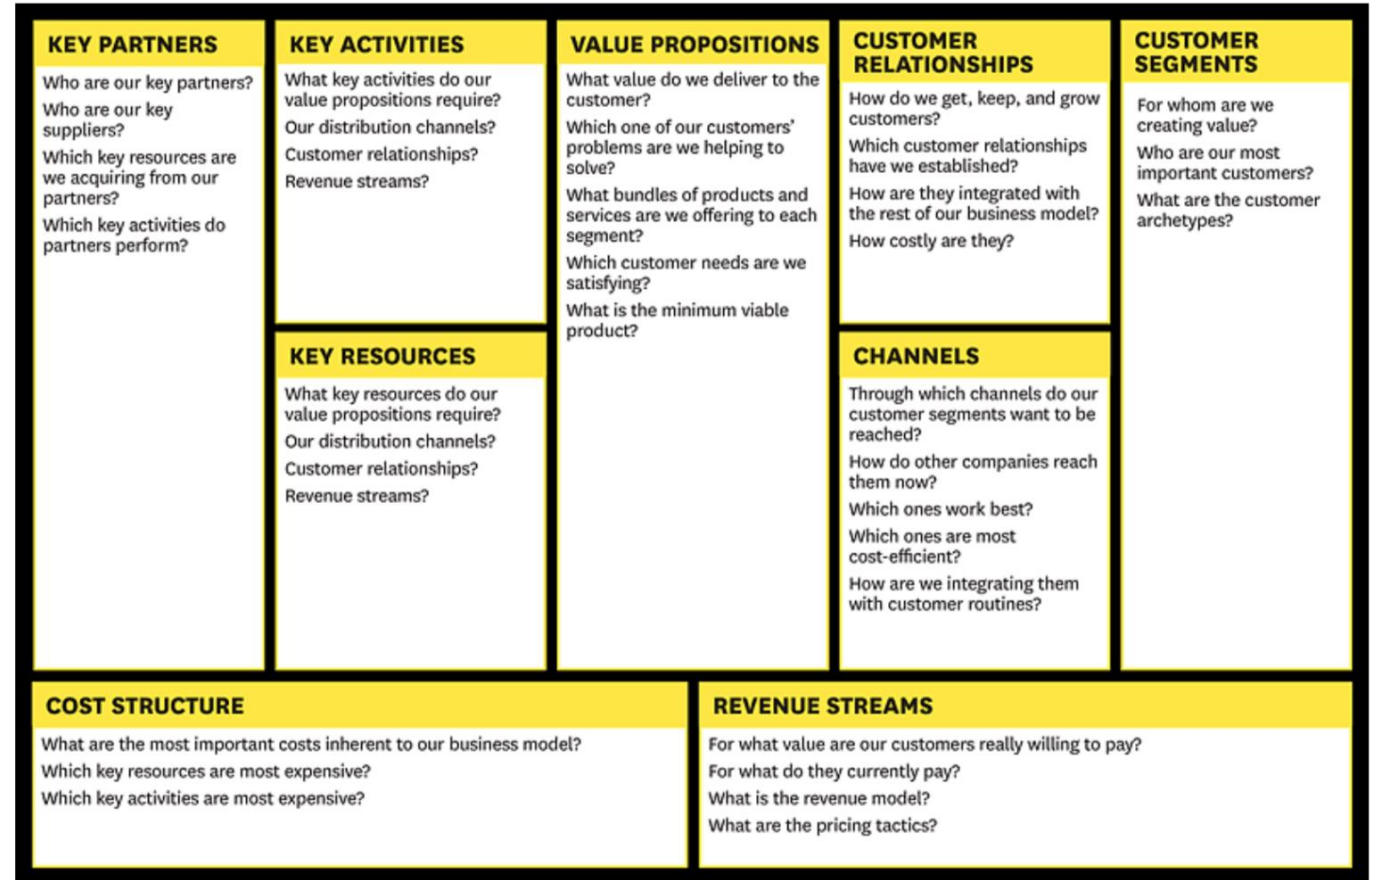 KEY PARTNERS
Who are our key partners?
Who are our key
suppliers?
Which key resources are
we acquiring from our
partners?
Which key activities do
partners perform?
KEY ACTIVITIES
What key activities do our
value propositions require?
Our distribution channels?
Customer relationships?
Revenue streams?
KEY RESOURCES
What key resources do our
value propositions require?
Our distribution channels?
Customer relationships?
Revenue streams?
VALUE PROPOSITIONS
What value do we deliver to the
customer?
Which one of our customers’
problems are we helping to
solve?
What bundles of products and
services are we offering to each
segment?
Which customer needs are we
satisfying?
What is the minimum viable
product?
CUSTOMER
RELATIONSHIPS
How do we get, keep, and grow
customers?
Which customer relationships
have we established?
How are they integrated with
the rest of our business model?
How costly are they?
CHANNELS
Through which channels do our
customer segments want to be
reached?
How do other companies reach
them now?
Which ones work best?
Which ones are most
cost-efficient?
How are we integrating them
with customer routines?
CUSTOMER
SEGMENTS
For whom are we
creating value?
Who are our most
important customers?
What are the customer
archetypes?
COST STRUCTURE
What are the most important costs inherent to our business model?
Which key resources are most expensive?
Which key activities are most expensive?
REVENUE STREAMS
For what value are our customers really willing to pay?
For what do they currently pay?
What is the revenue model?
What are the pricing tactics?